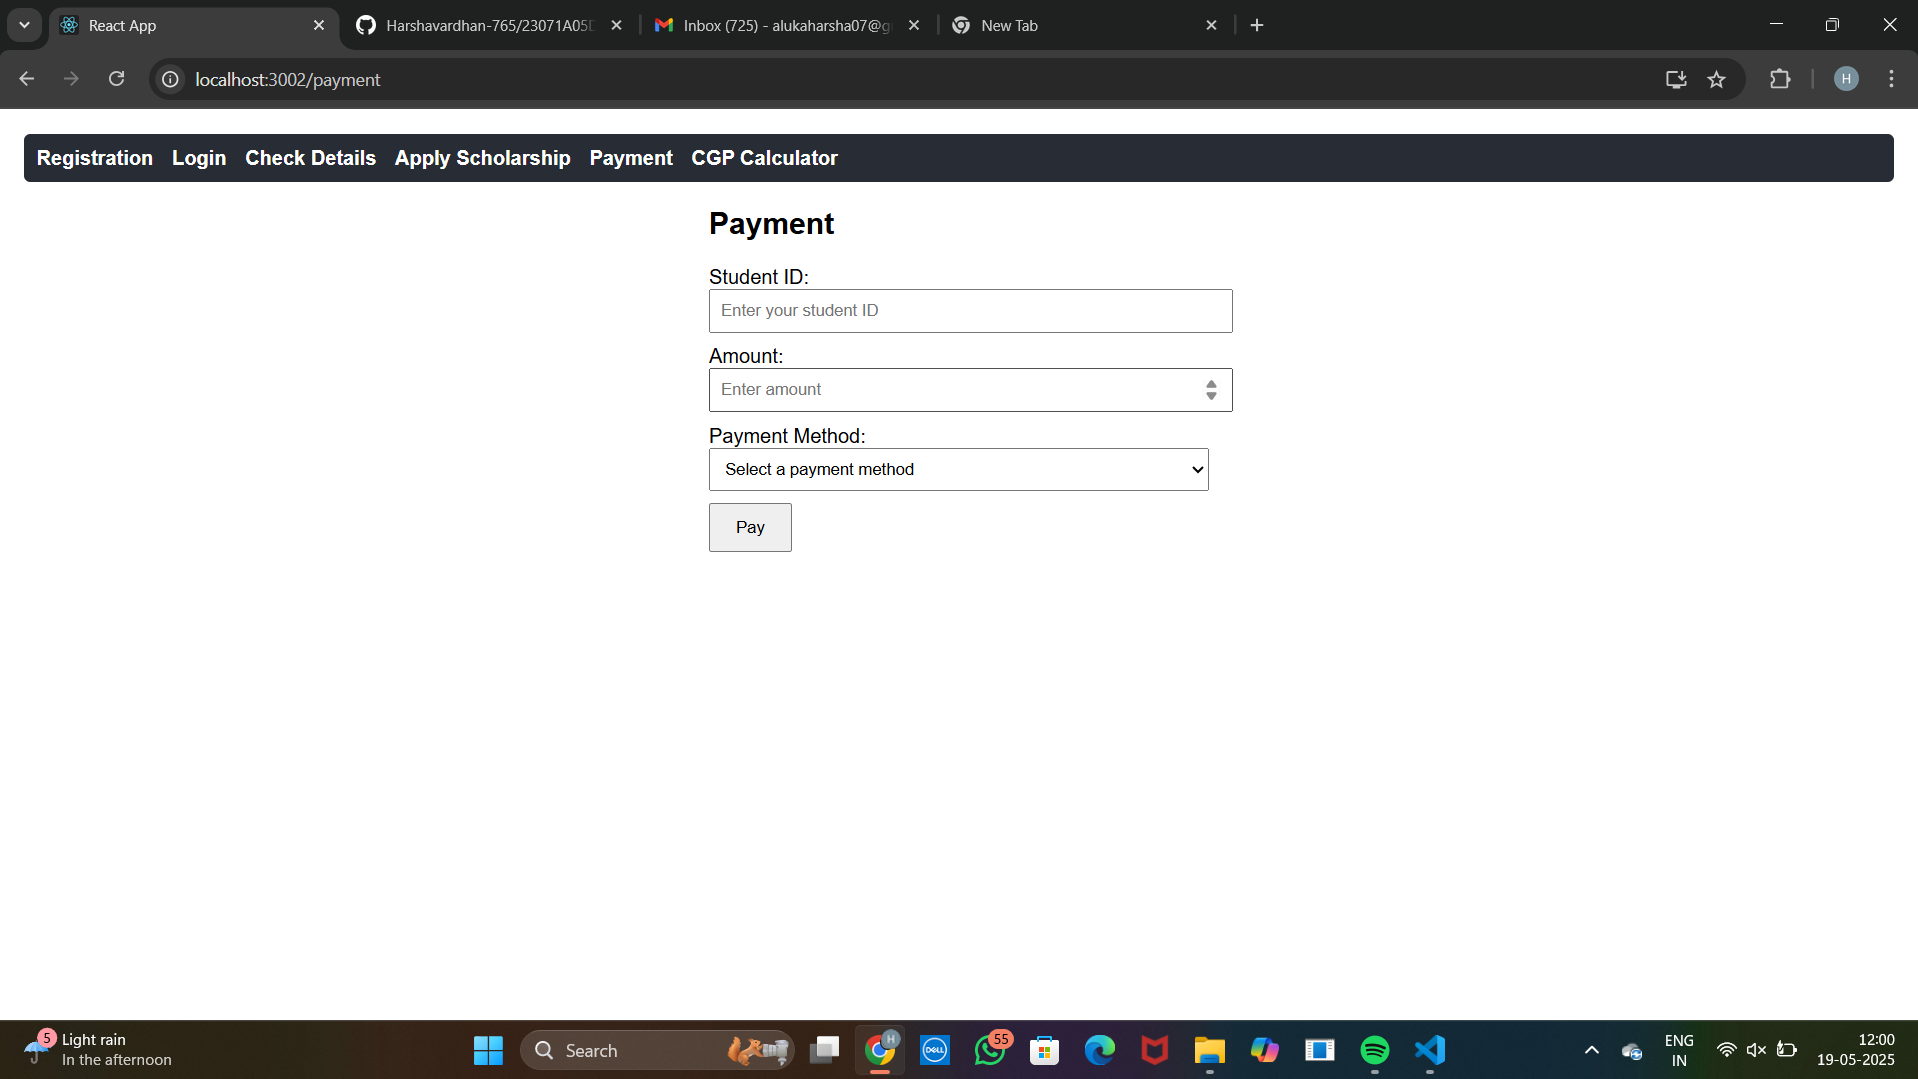 React App
Harshavardhan-765/23071A05
Inbox (725) - alukaharsha07@g
New Tab
localhost:3002/payment
H
Registration Login Check Details Apply Scholarship Payment CGP Calculator
Payment
Student ID:
Enter your student ID
Amount:
Enter amount
Payment Method:
Select a payment method
Pay
5
Light rain
In the afternoon
Search
H
DELL
55
ENG
IN
12:00
19-05-2025